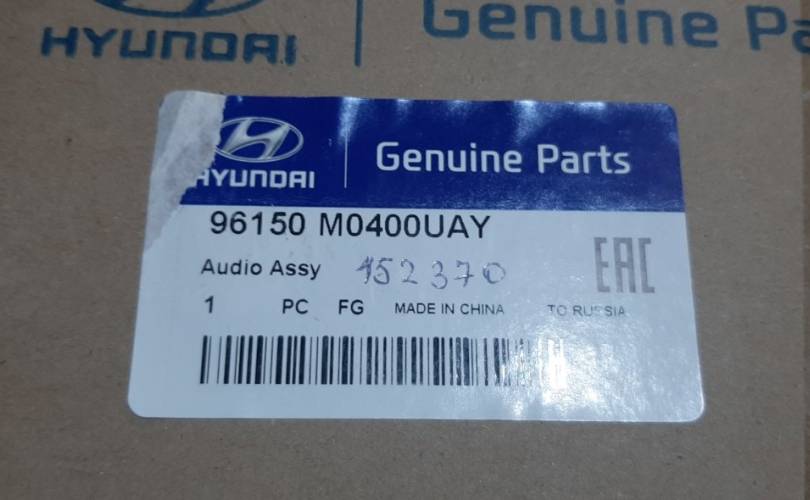 HYUNDAI | Genuine Pa
HYUNDAI | Genuine Parts
96150 M0400UAY
Audio Assy 152370 EAC
1 PC FG MADE IN CHINA TO RUSSIA